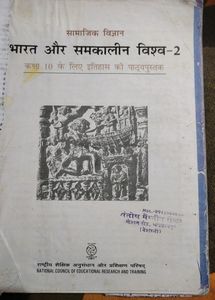 सामाजिक विज्ञान
भारत और समकालीन विश्व-2
कक्षा 10 के लिए इतिहास की पाठ्यपुस्तक
राष्ट्रीय शैक्षिक अनुसंधान और प्रशिक्षण परिषद्
NATIONAL COUNCIL OF EDUCATIONAL RESEARCH AND TRAINING